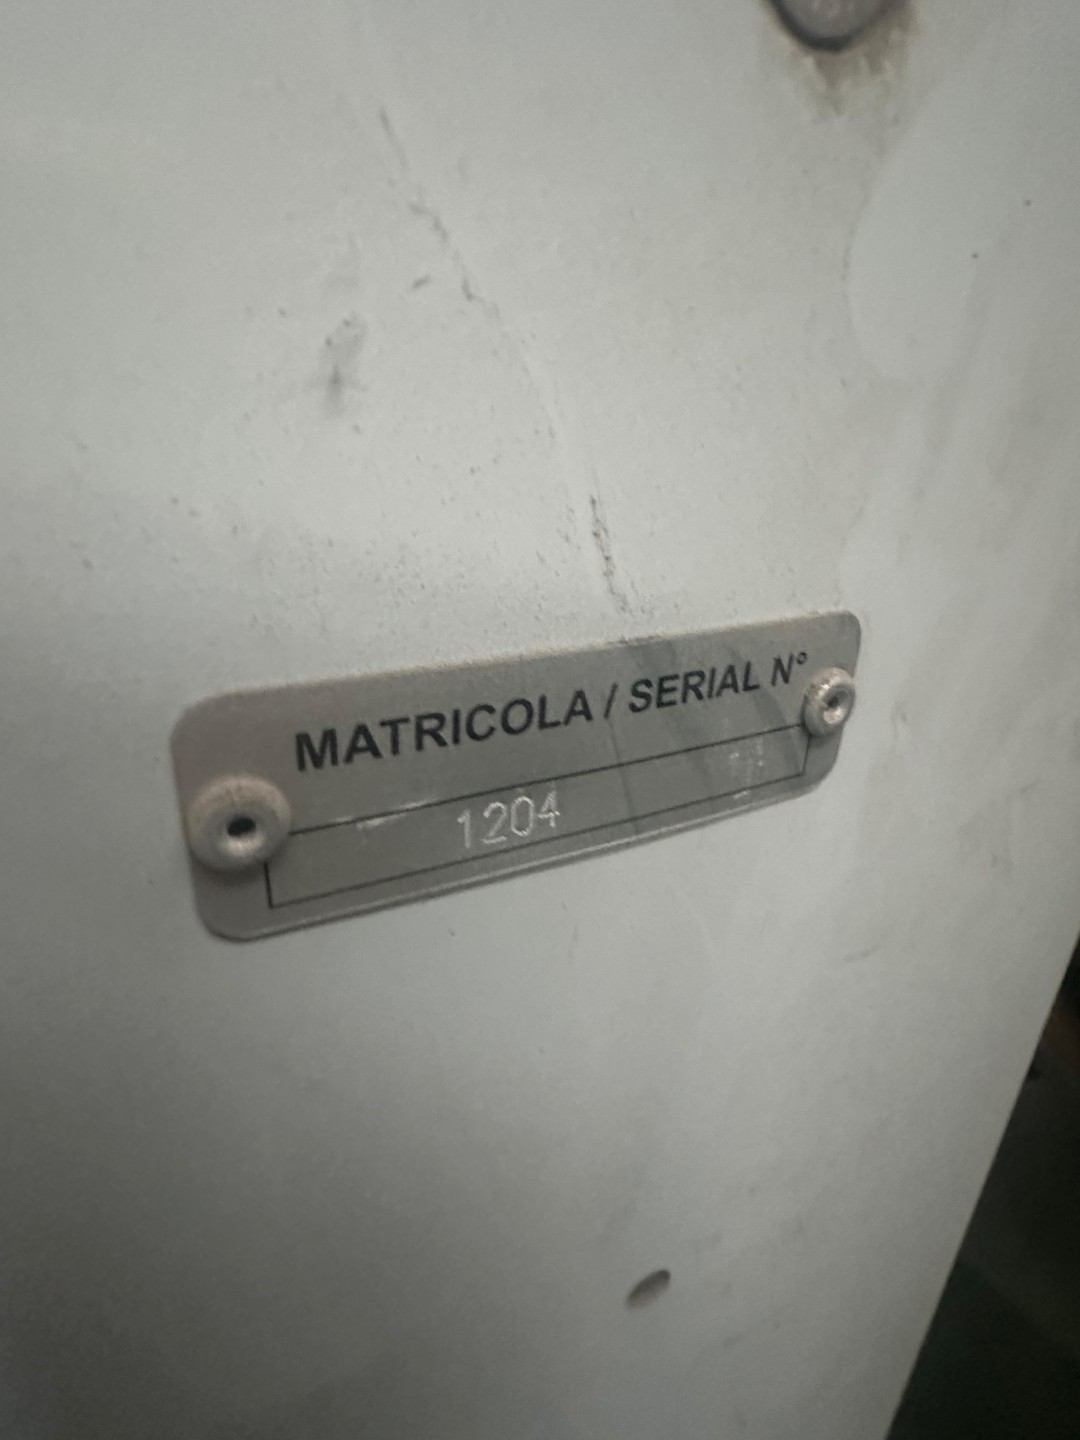 MATRICOLA / SERIAL N°
1204